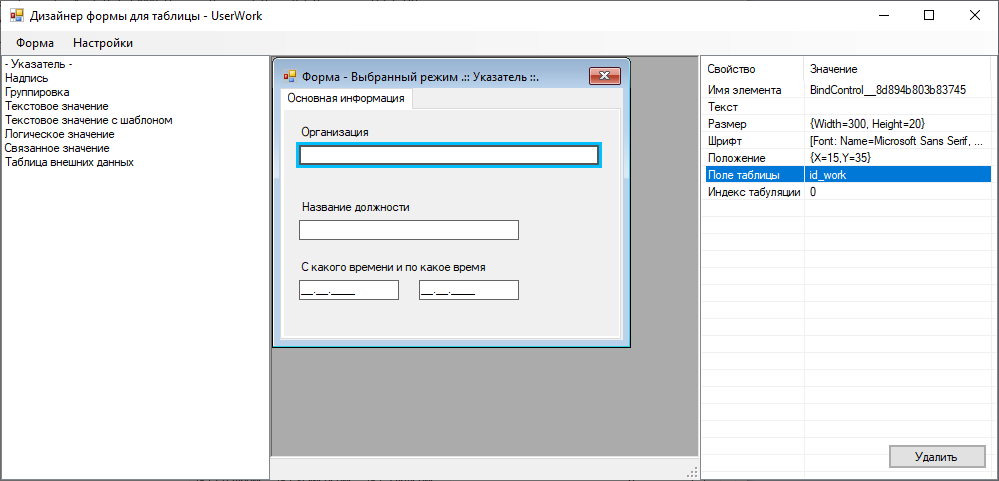 Дизайнер формы для таблицы - UserWork
Форма Настройки
- Указатель -
Надпись
Группировка
Текстовое значение
Текстовое значение с шаблоном
Логическое значение
Связанное значение
Таблица внешних данных
Форма - Выбранный режим .:: Указатель ::.
Основная информация
Организация
Название должности
С какого времени и по какое время
__.__.____ __.__.____
Свойство Значение
Имя элемента BindControl__8d894b803b83745
Текст
Размер {Width=300, Height=20}
Шрифт [Font: Name=Microsoft Sans Serif, ...
Положение {X=15,Y=35}
Поле таблицы id_work
Индекс табуляции 0
Удалить